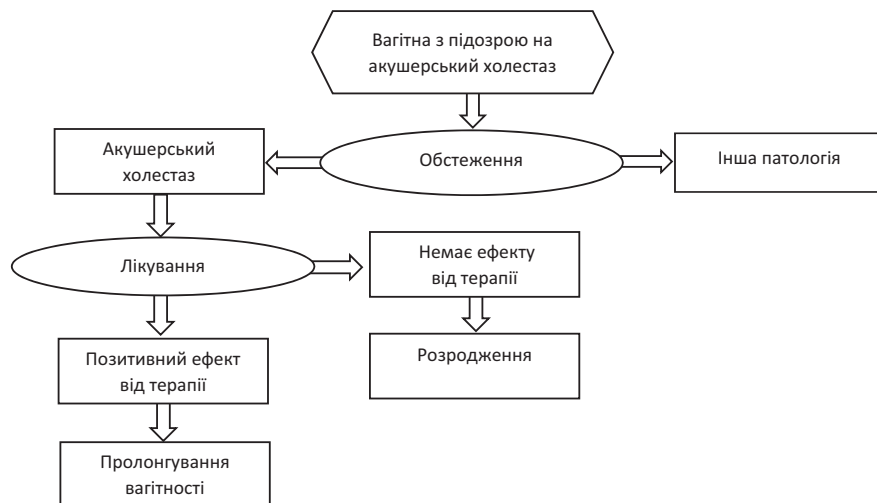 Вагітна з підозрою на
акушерський холестаз
Акушерський
холестаз
Обстеження
Інша патологія
Лікування
Немає ефекту
від терапії
Позитивний ефект
від терапії
Розродження
Пролонгування
вагітності